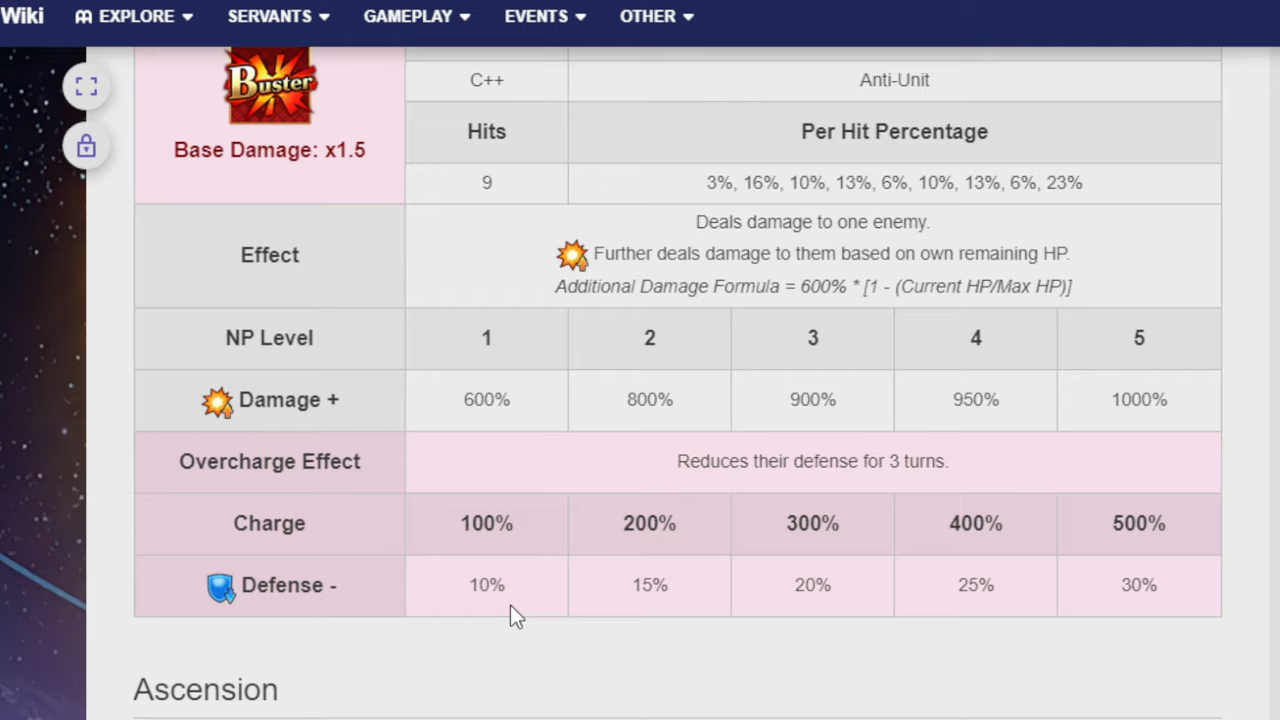 Wiki EXPLORE SERVANTS GAMEPLAY EVENTS OTHER
Buster
Base Damage: x1.5
C++ Anti-Unit
Hits Per Hit Percentage
9 3%, 16%, 10%, 13%, 6%, 10%, 13%, 6%, 23%
Effect
Deals damage to one enemy.
Further deals damage to them based on own remaining HP.
Additional Damage Formula = 600% * [1 - (Current HP/Max HP)]
NP Level 1 2 3 4 5
Damage + 600% 800% 900% 950% 1000%
Overcharge Effect Reduces their defense for 3 turns.
Charge 100% 200% 300% 400% 500%
Defense - 10% 15% 20% 25% 30%
Ascension